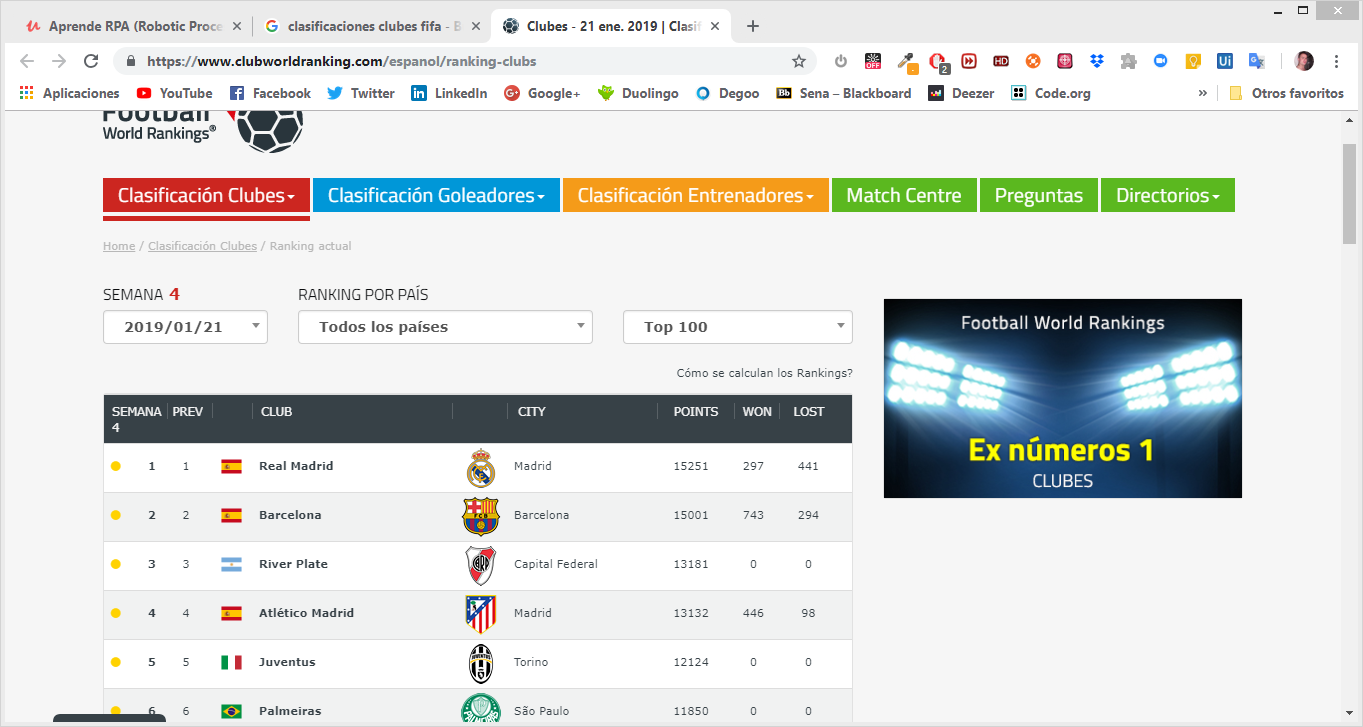 Aprende RPA (Robotic Proce
clasificaciones clubes fifa - B
Clubes - 21 ene. 2019 | Clasif
https://www.clubworldranking.com/espanol/ranking-clubs
OFF
2
HD
Ui
Aplicaciones YouTube Facebook Twitter LinkedIn Google+ Duolingo Degoo Bb Sena – Blackboard Deezer Code.org » Otros favoritos
Football
World Rankings®
Clasificación Clubes Clasificación Goleadores Clasificación Entrenadores Match Centre Preguntas Directorios
Home / Clasificación Clubes / Ranking actual
SEMANA 4 RANKING POR PAÍS
2019/01/21 Todos los países Top 100
Cómo se calculan los Rankings?
SEMANA 4 PREV CLUB CITY POINTS WON LOST
1 1 Real Madrid Madrid 15251 297 441
2 2 Barcelona Barcelona 15001 743 294
3 3 River Plate Capital Federal 13181 0 0
4 4 Atlético Madrid Madrid 13132 446 98
5 5 Juventus Torino 12124 0 0
6 6 Palmeiras São Paulo 11850 0 0
Football World Rankings
Ex números 1
CLUBES